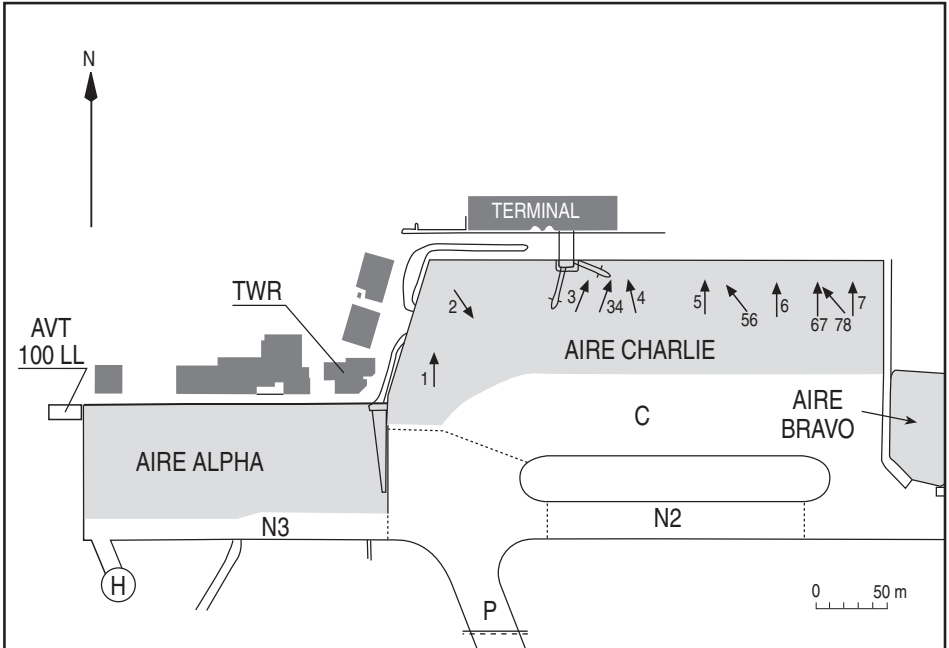 N
TERMINAL
TWR
AVT
100 LL
2
3
34
4
5
56
6
67
78
7
1
AIRE CHARLIE
C
AIRE
BRAVO
AIRE ALPHA
N3
N2
H
P
0 50 m